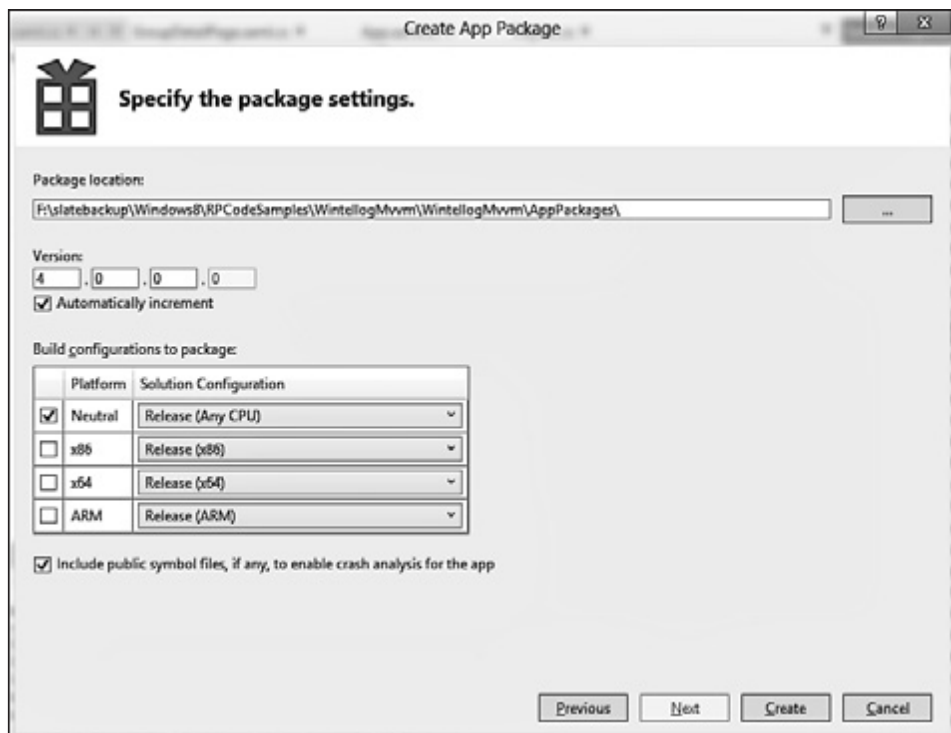 Create App Package
?
Specify the package settings.
Package location:
F:\slatebackup\Windows8\RPCodeSamples\WintellogMvvm\WintellogMvvm\AppPackages\
...
Version:
4 . 0 . 0 . 0
Automatically increment
Build configurations to package:
Platform Solution Configuration
Neutral Release (Any CPU)
x86 Release (x86)
x64 Release (x64)
ARM Release (ARM)
Include public symbol files, if any, to enable crash analysis for the app
Previous Next Create Cancel